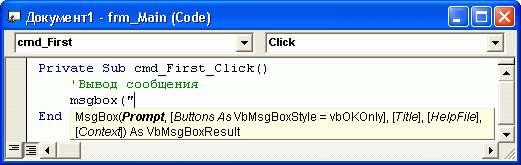 Документ1 - frm_Main (Code)
cmd_First Click
Private Sub cmd_First_Click()
'Вывод сообщения
msgbox("
End
MsgBox(Prompt, [Buttons As VbMsgBoxStyle = vbOKOnly], [Title], [HelpFile],
[Context]) As VbMsgBoxResult